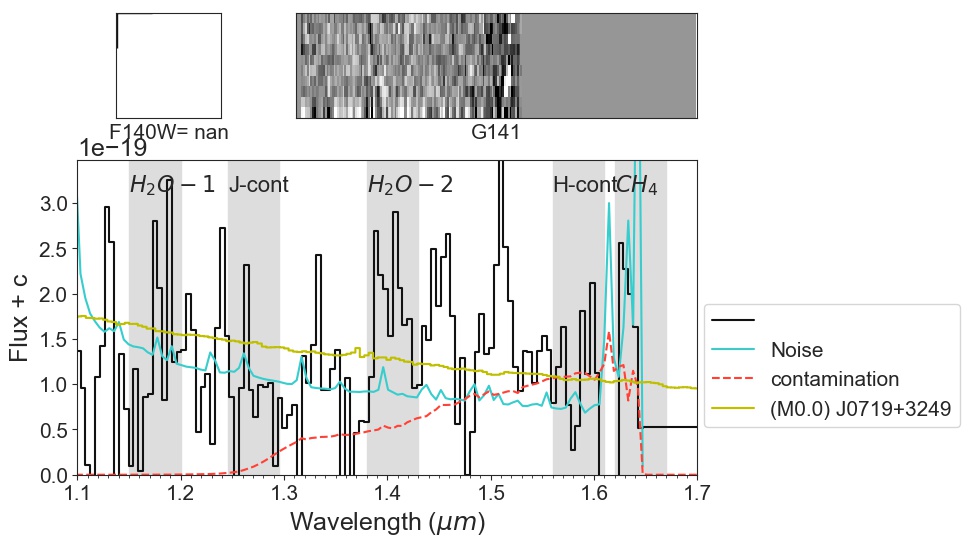 F140W= nan
G141
1e−19
H₂O − 1 J-cont H₂O − 2 H-cont CH₄
3.0
2.5
2.0
1.5
1.0
0.5
0.0
Flux + c
1.1 1.2 1.3 1.4 1.5 1.6 1.7
Wavelength (μm)
Noise
contamination
(M0.0) J0719+3249